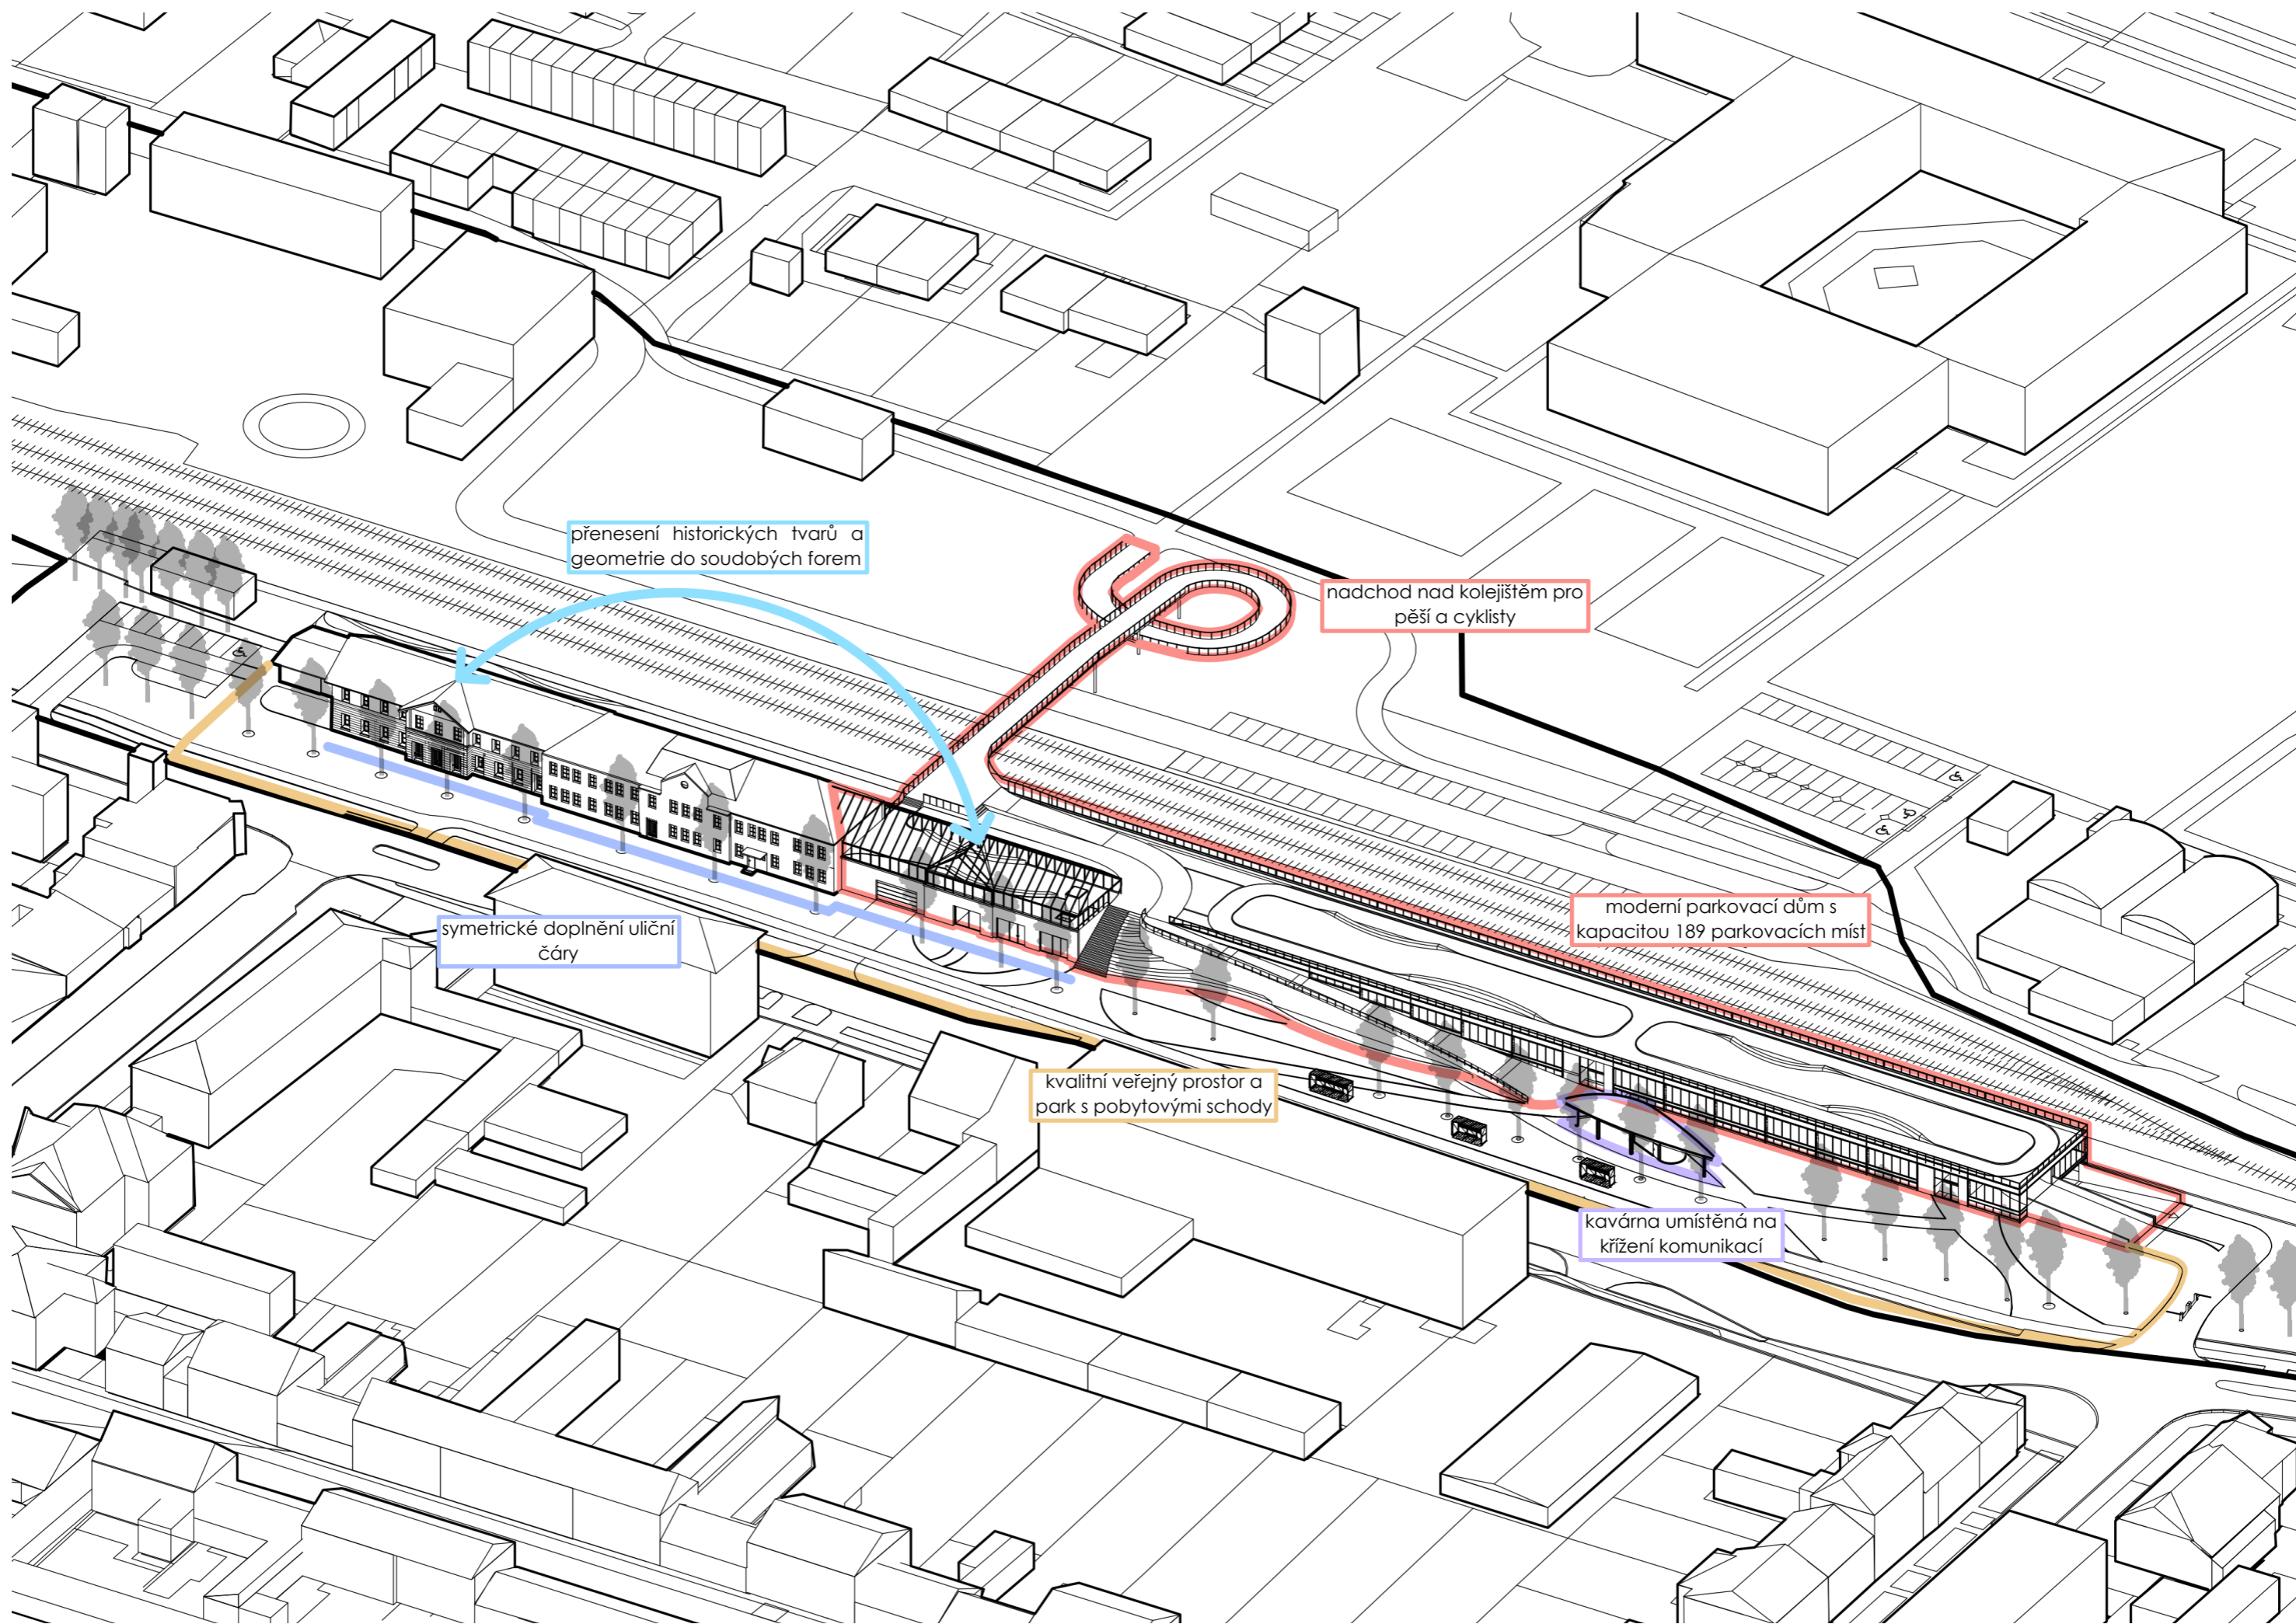 přenesení historických tvarů a
geometrie do soudobých forem
nadchod nad kolejištěm pro
pěší a cyklisty
moderní parkovací dům s
kapacitou 189 parkovacích míst
symetrické doplnění uliční
čáry
kvalitní veřejný prostor a
park s pobytovými schody
kavárna umístěná na
křížení komunikací